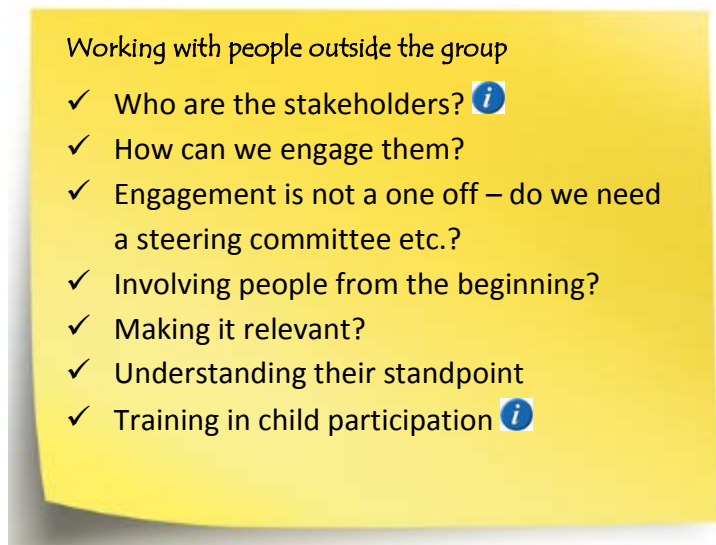 Working with people outside the group
✓ Who are the stakeholders? i
✓ How can we engage them?
✓ Engagement is not a one off – do we need
a steering committee etc.?
✓ Involving people from the beginning?
✓ Making it relevant?
✓ Understanding their standpoint
✓ Training in child participation i